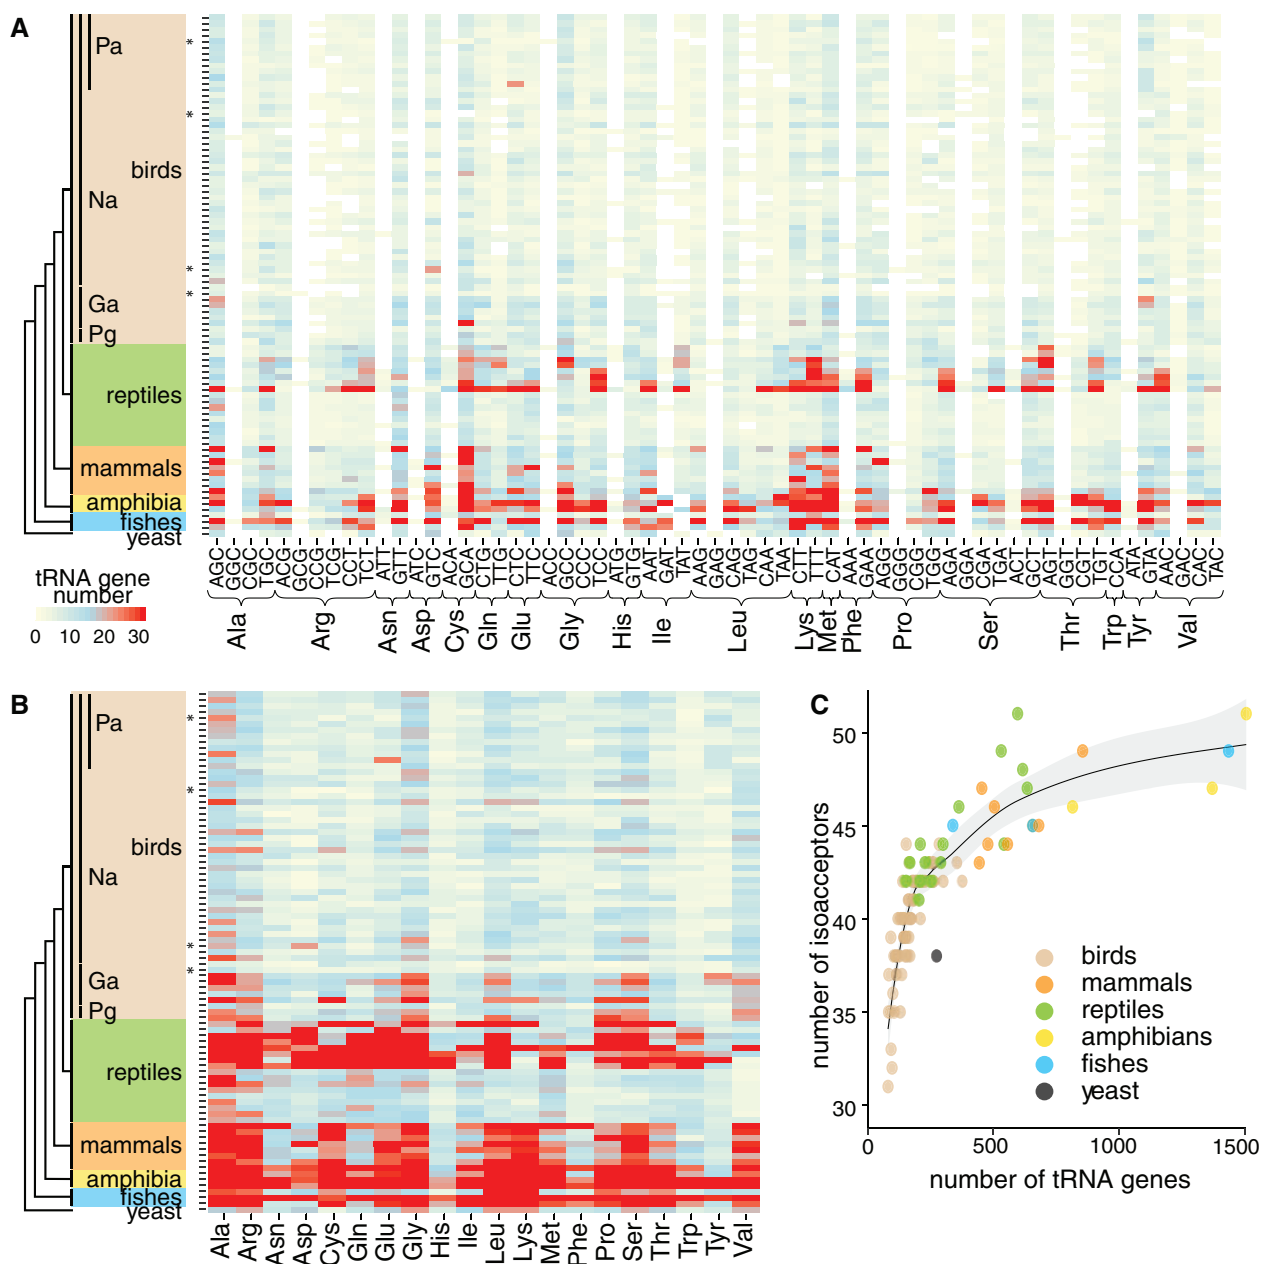 A
Pa
*
*
birds
Na
*
*
Ga
Pg
reptiles
mammals
amphibia
fishes
yeast
AGC GGC CGC TGC ACG GCG CCG TCG CCT TCT ATT GTT ATC GTC ACA GCA CTG TTG CTC TTC ACC GCC CCC TCC ATG GTG AAT GAT TAT AAG GAG CAG TAG CAA TAA CTT TTT CAT AAA GAA AGG GGG CGG TGG AGA GGA CGA TGA ACT GCT AGT GGT CGT TGT CCA ATA GTA AAC GAC CAC TAC
Ala Arg Asn Asp Cys Gln Glu Gly His Ile Leu Lys Met Phe Pro Ser Thr Trp Tyr Val
tRNA gene
number
0 10 20 30
B
Pa
*
*
birds
Na
*
*
Ga
Pg
reptiles
mammals
amphibia
fishes
yeast
Ala Arg Asn Asp Cys Gln Glu Gly His Ile Leu Lys Met Phe Pro Ser Thr Trp Tyr Val
C
number of isoacceptors
50
45
40
35
30
birds
mammals
reptiles
amphibians
fishes
yeast
0 500 1000 1500
number of tRNA genes